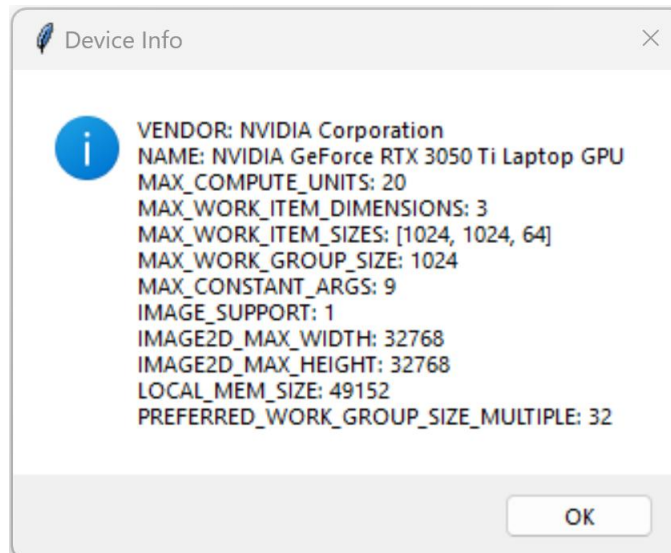 Device Info
VENDOR: NVIDIA Corporation
NAME: NVIDIA GeForce RTX 3050 Ti Laptop GPU
MAX_COMPUTE_UNITS: 20
MAX_WORK_ITEM_DIMENSIONS: 3
MAX_WORK_ITEM_SIZES: [1024, 1024, 64]
MAX_WORK_GROUP_SIZE: 1024
MAX_CONSTANT_ARGS: 9
IMAGE_SUPPORT: 1
IMAGE2D_MAX_WIDTH: 32768
IMAGE2D_MAX_HEIGHT: 32768
LOCAL_MEM_SIZE: 49152
PREFERRED_WORK_GROUP_SIZE_MULTIPLE: 32
OK